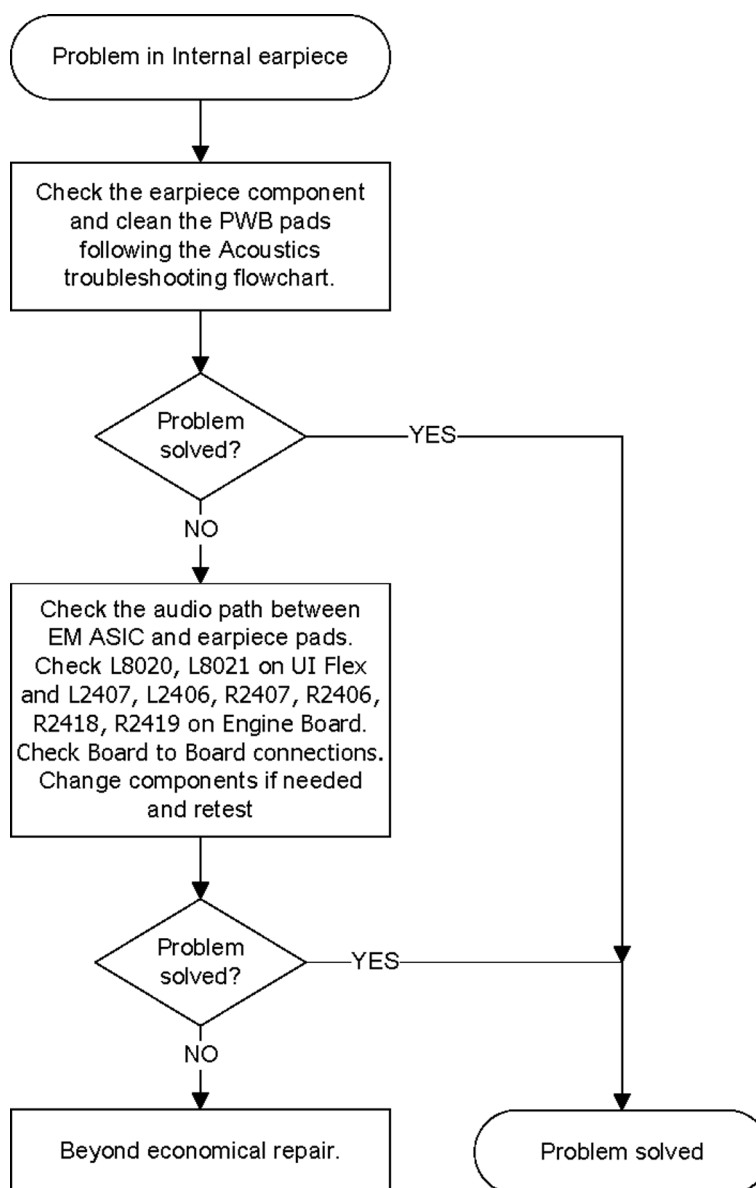 Problem in Internal earpiece
Check the earpiece component
and clean the PWB pads
following the Acoustics
troubleshooting flowchart.
Problem
solved?
YES
NO
Check the audio path between
EM ASIC and earpiece pads.
Check L8020, L8021 on UI Flex
and L2407, L2406, R2407, R2406,
R2418, R2419 on Engine Board.
Check Board to Board connections.
Change components if needed
and retest
Problem
solved?
YES
NO
Beyond economical repair.
Problem solved